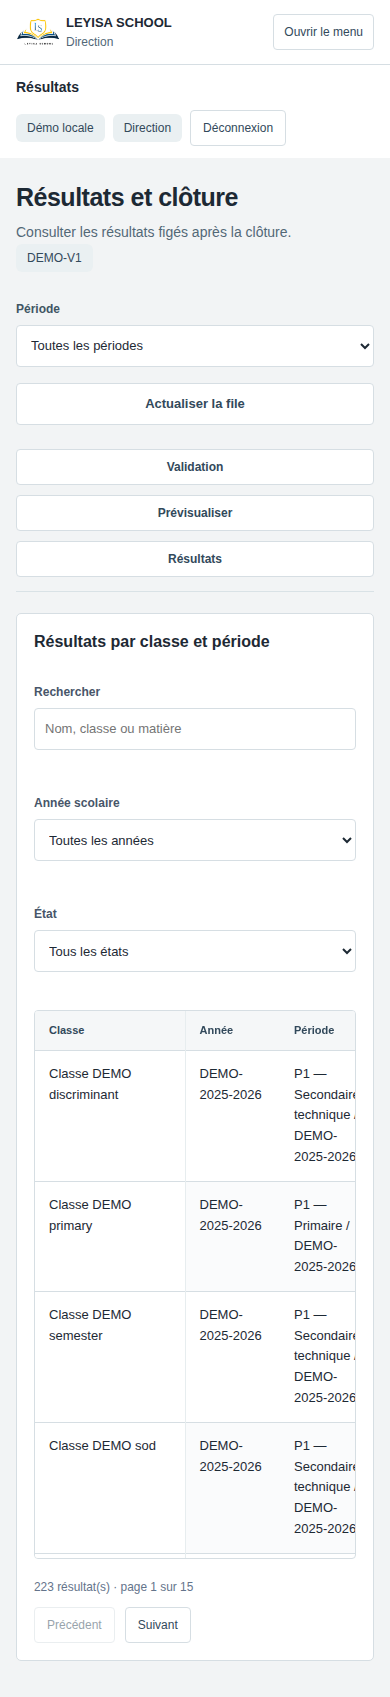 LEYISA SCHOOL
Direction
Ouvrir le menu
Résultats
Démo locale
Direction
Déconnexion
Résultats et clôture
Consulter les résultats figés après la clôture.
DEMO-V1
Période
Toutes les périodes
Actualiser la file
Validation
Prévisualiser
Résultats
Résultats par classe et période
Rechercher
Nom, classe ou matière
Année scolaire
Toutes les années
État
Tous les états
Classe Année Période
Classe DEMO DEMO- P1 —
discriminant 2025-2026 Secondaire
technique /
DEMO-
2025-2026
Classe DEMO DEMO- P1 —
primary 2025-2026 Primaire /
DEMO-
2025-2026
Classe DEMO DEMO- P1 —
semester 2025-2026 Secondaire
technique /
DEMO-
2025-2026
Classe DEMO sod DEMO- P1 —
2025-2026 Secondaire
technique /
DEMO-
2025-2026
223 résultat(s) · page 1 sur 15
Précédent
Suivant